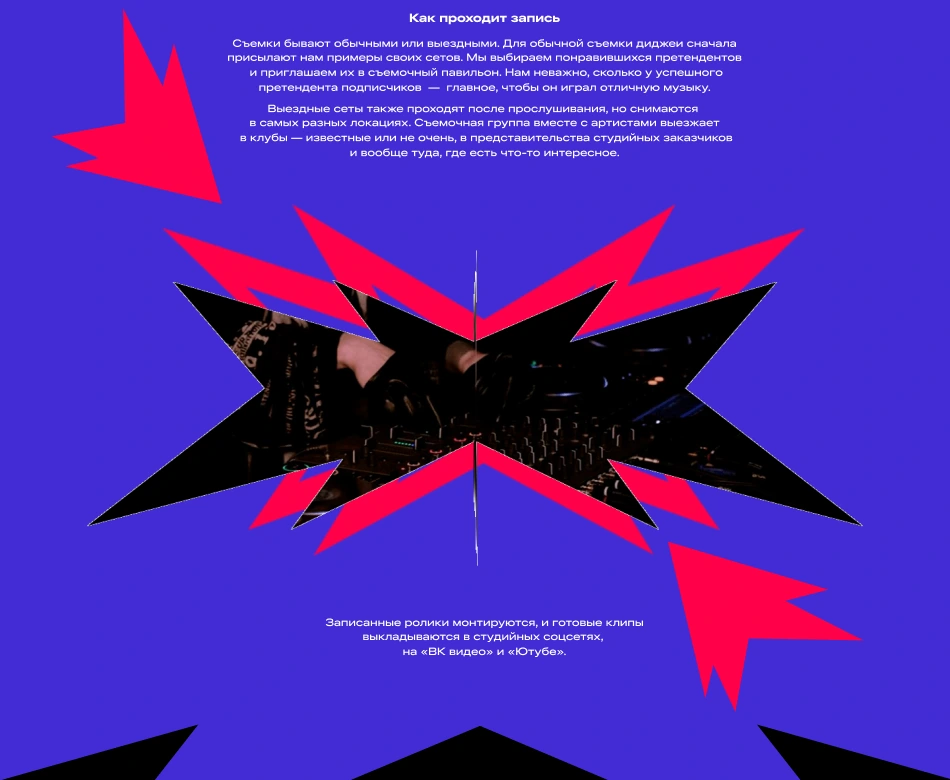 Как проходит запись
Съемки бывают обычными или выездными. Для обычной съемки диджеи сначала
присылают нам примеры своих сетов. Мы выбираем понравившихся претендентов
и приглашаем их в съемочный павильон. Нам неважно, сколько у успешного
претендента подписчиков — главное, чтобы он играл отличную музыку.
Выездные сеты также проходят после прослушивания, но снимаются
в самых разных локациях. Съемочная группа вместе с артистами выезжает
в клубы — известные или не очень, в представительства студийных заказчиков
и вообще туда, где есть что-то интересное.
Записанные ролики монтируются, и готовые клипы
выкладываются в студийных соцсетях,
на «ВК видео» и «Ютубе».